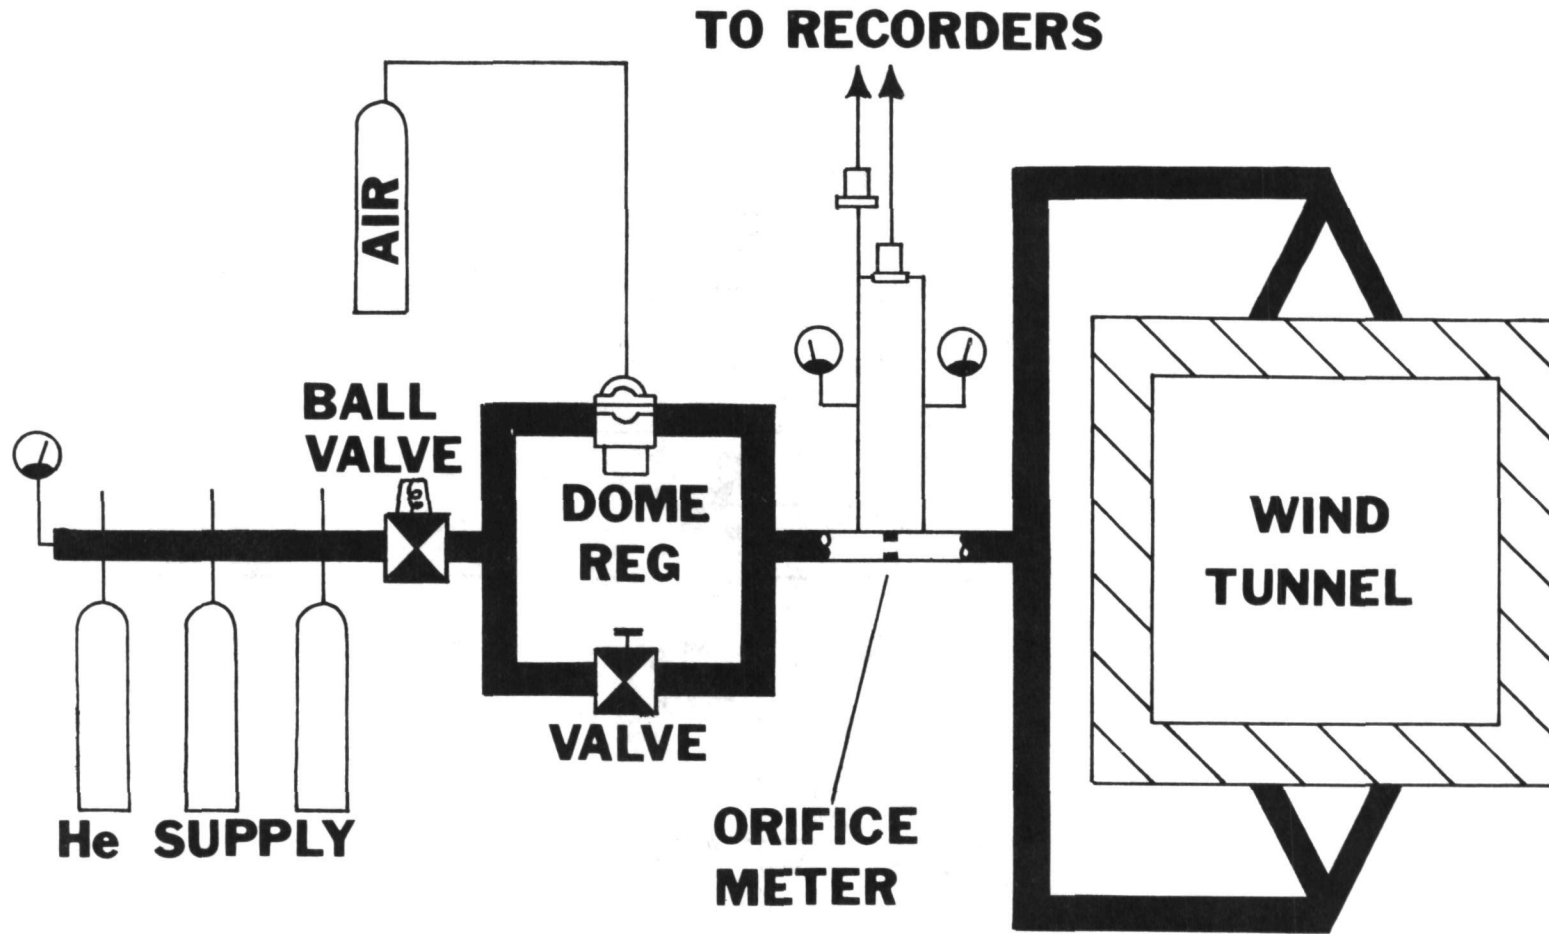 TO RECORDERS
AIR
BALL
VALVE
DOME
REG
WIND
TUNNEL
VALVE
He SUPPLY
ORIFICE
METER